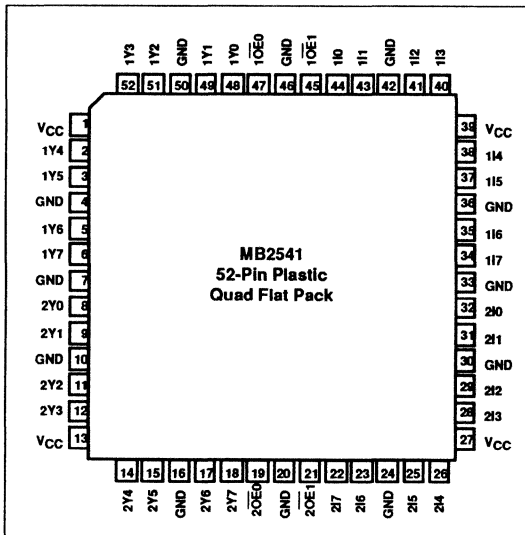 1Y3 1Y2 GND 1Y1 1Y0 1OE0 GND 1OE1 1I0 1I1 GND 1I2 1I3
52 51 50 49 48 47 46 45 44 43 42 41 40
VCC 1 39 VCC
1Y4 2 38 1I4
1Y5 3 37 1I5
GND 4 36 GND
1Y6 5 35 1I6
1Y7 6 34 1I7
GND 7 33 GND
2Y0 8 32 2I0
2Y1 9 31 2I1
GND 10 30 GND
2Y2 11 29 2I2
2Y3 12 28 2I3
VCC 13 27 VCC
MB2541
52-Pin Plastic
Quad Flat Pack
14 15 16 17 18 19 20 21 22 23 24 25 26
2Y4 2Y5 GND 2Y6 2Y7 2OE0 GND 2OE1 2I7 2I6 GND 2I5 2I4